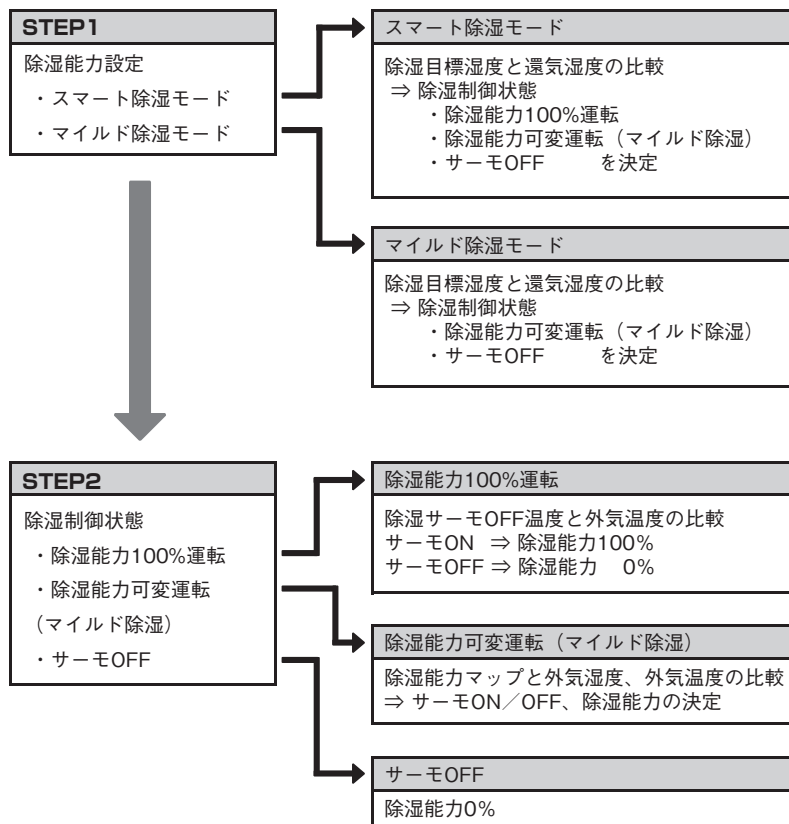 STEP1
除湿能力設定
・スマート除湿モード
・マイルド除湿モード
スマート除湿モード
除湿目標湿度と還気湿度の比較
⇒ 除湿制御状態
・除湿能力100%運転
・除湿能力可変運転（マイルド除湿）
・サーモOFF を決定
マイルド除湿モード
除湿目標湿度と還気湿度の比較
⇒ 除湿制御状態
・除湿能力可変運転（マイルド除湿）
・サーモOFF を決定
STEP2
除湿制御状態
・除湿能力100%運転
・除湿能力可変運転
（マイルド除湿）
・サーモOFF
除湿能力100%運転
除湿サーモOFF温度と外気温度の比較
サーモON ⇒ 除湿能力100%
サーモOFF ⇒ 除湿能力 0%
除湿能力可変運転（マイルド除湿）
除湿能力マップと外気湿度、外気温度の比較
⇒ サーモON／OFF、除湿能力の決定
サーモOFF
除湿能力0%